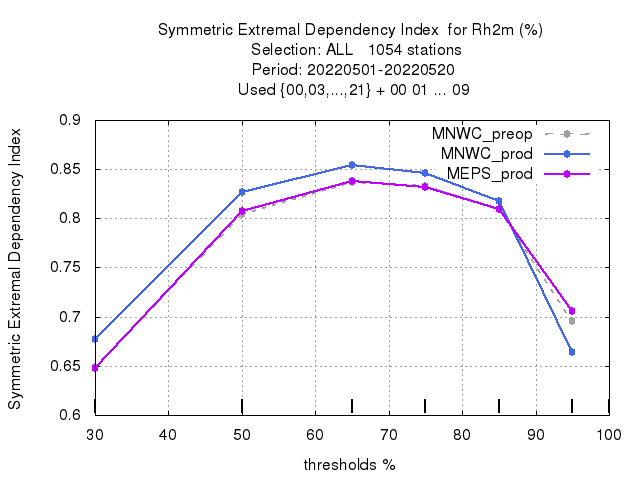 Symmetric Extremal Dependency Index  for Rh2m (%)
Selection: ALL   1054 stations
Period: 20220501-20220520
Used {00,03,...,21} + 00 01 ... 09
Symmetric Extremal Dependency Index
0.9
0.85
0.8
0.75
0.7
0.65
0.6
MNWC_preop
MNWC_prod
MEPS_prod
30 40 50 60 70 80 90 100
thresholds %